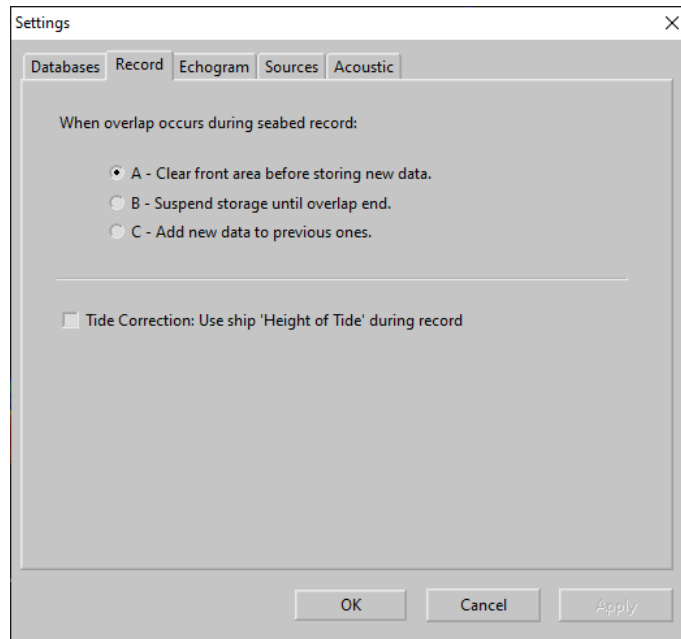 Settings
Databases Record Echogram Sources Acoustic
When overlap occurs during seabed record:
A - Clear front area before storing new data.
B - Suspend storage until overlap end.
C - Add new data to previous ones.
Tide Correction: Use ship 'Height of Tide' during record
OK Cancel Apply